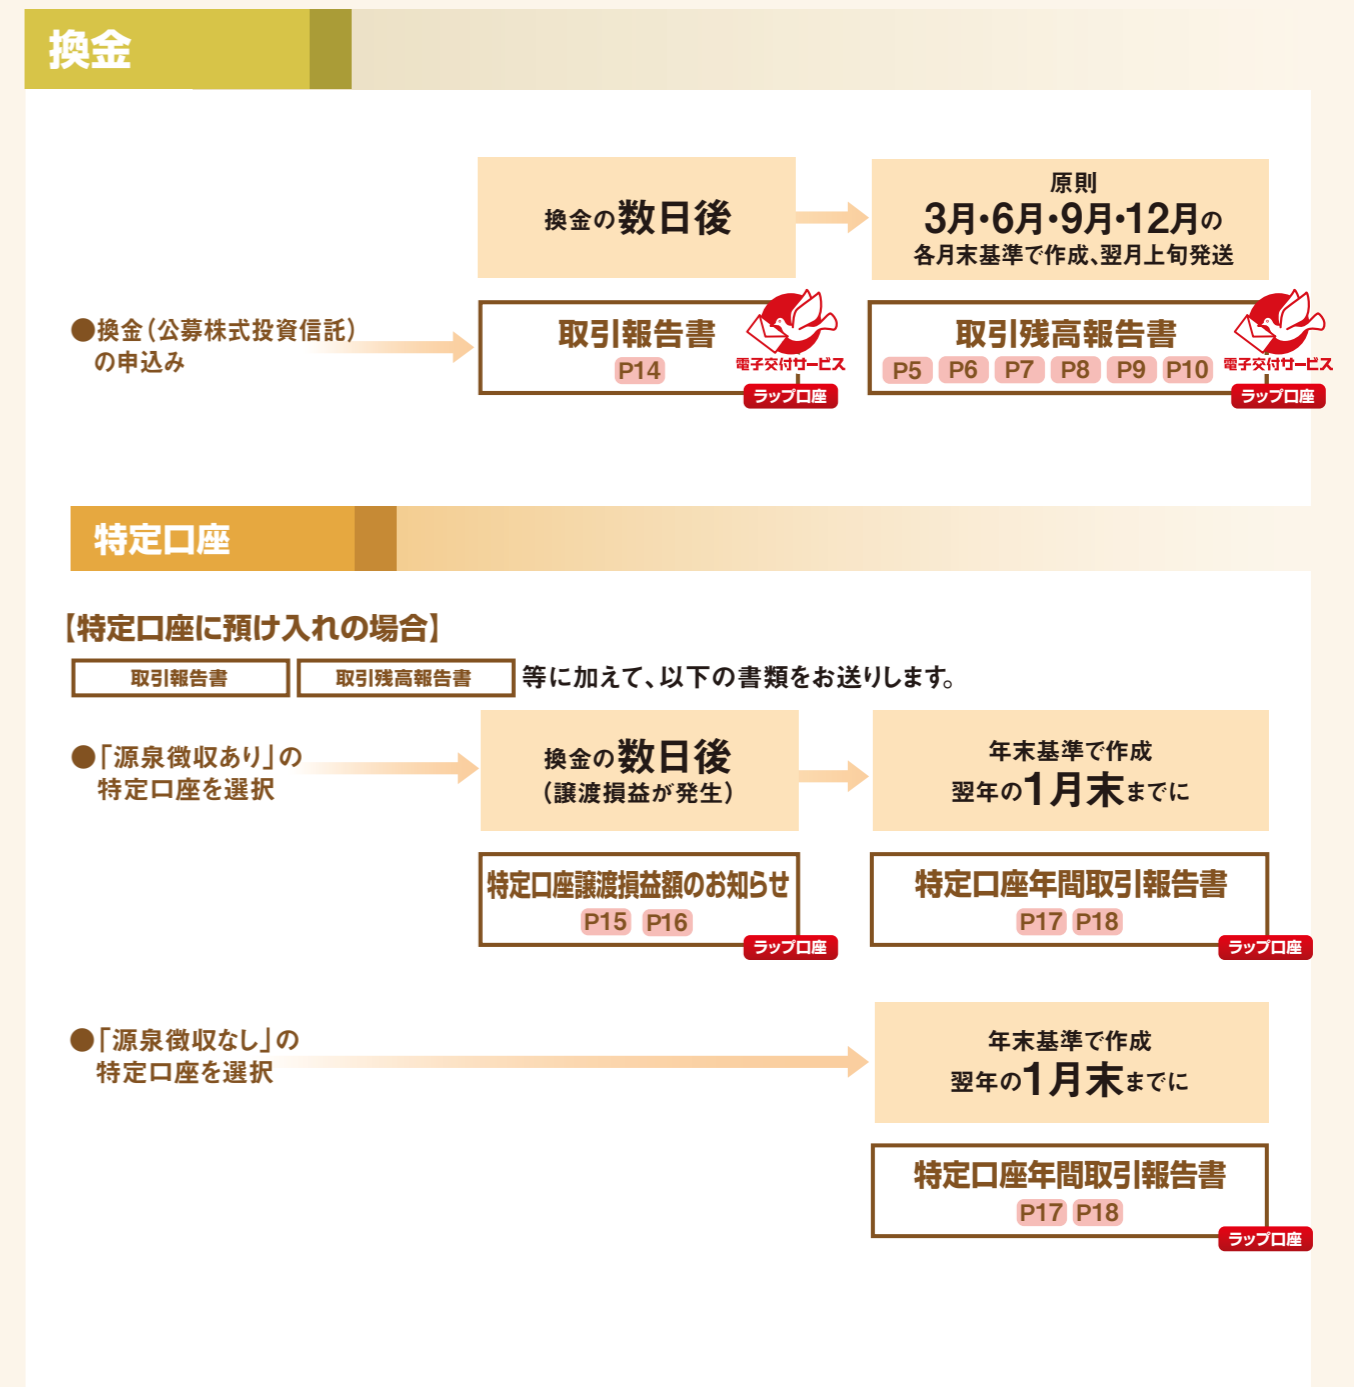 換金
換金の数日後
原則
3月・6月・9月・12月の
各月末基準で作成、翌月上旬発送
●換金（公募株式投資信託）
の申込み
取引報告書
P14
電子交付サービス
ラップ口座
取引残高報告書
P5 P6 P7 P8 P9 P10
電子交付サービス
ラップ口座
特定口座
【特定口座に預け入れの場合】
取引報告書 取引残高報告書 等に加えて、以下の書類をお送りします。
●「源泉徴収あり」の
特定口座を選択
換金の数日後
（譲渡損益が発生）
年末基準で作成
翌年の1月末までに
特定口座譲渡損益額のお知らせ
P15 P16
ラップ口座
特定口座年間取引報告書
P17 P18
ラップ口座
●「源泉徴収なし」の
特定口座を選択
年末基準で作成
翌年の1月末までに
特定口座年間取引報告書
P17 P18
ラップ口座